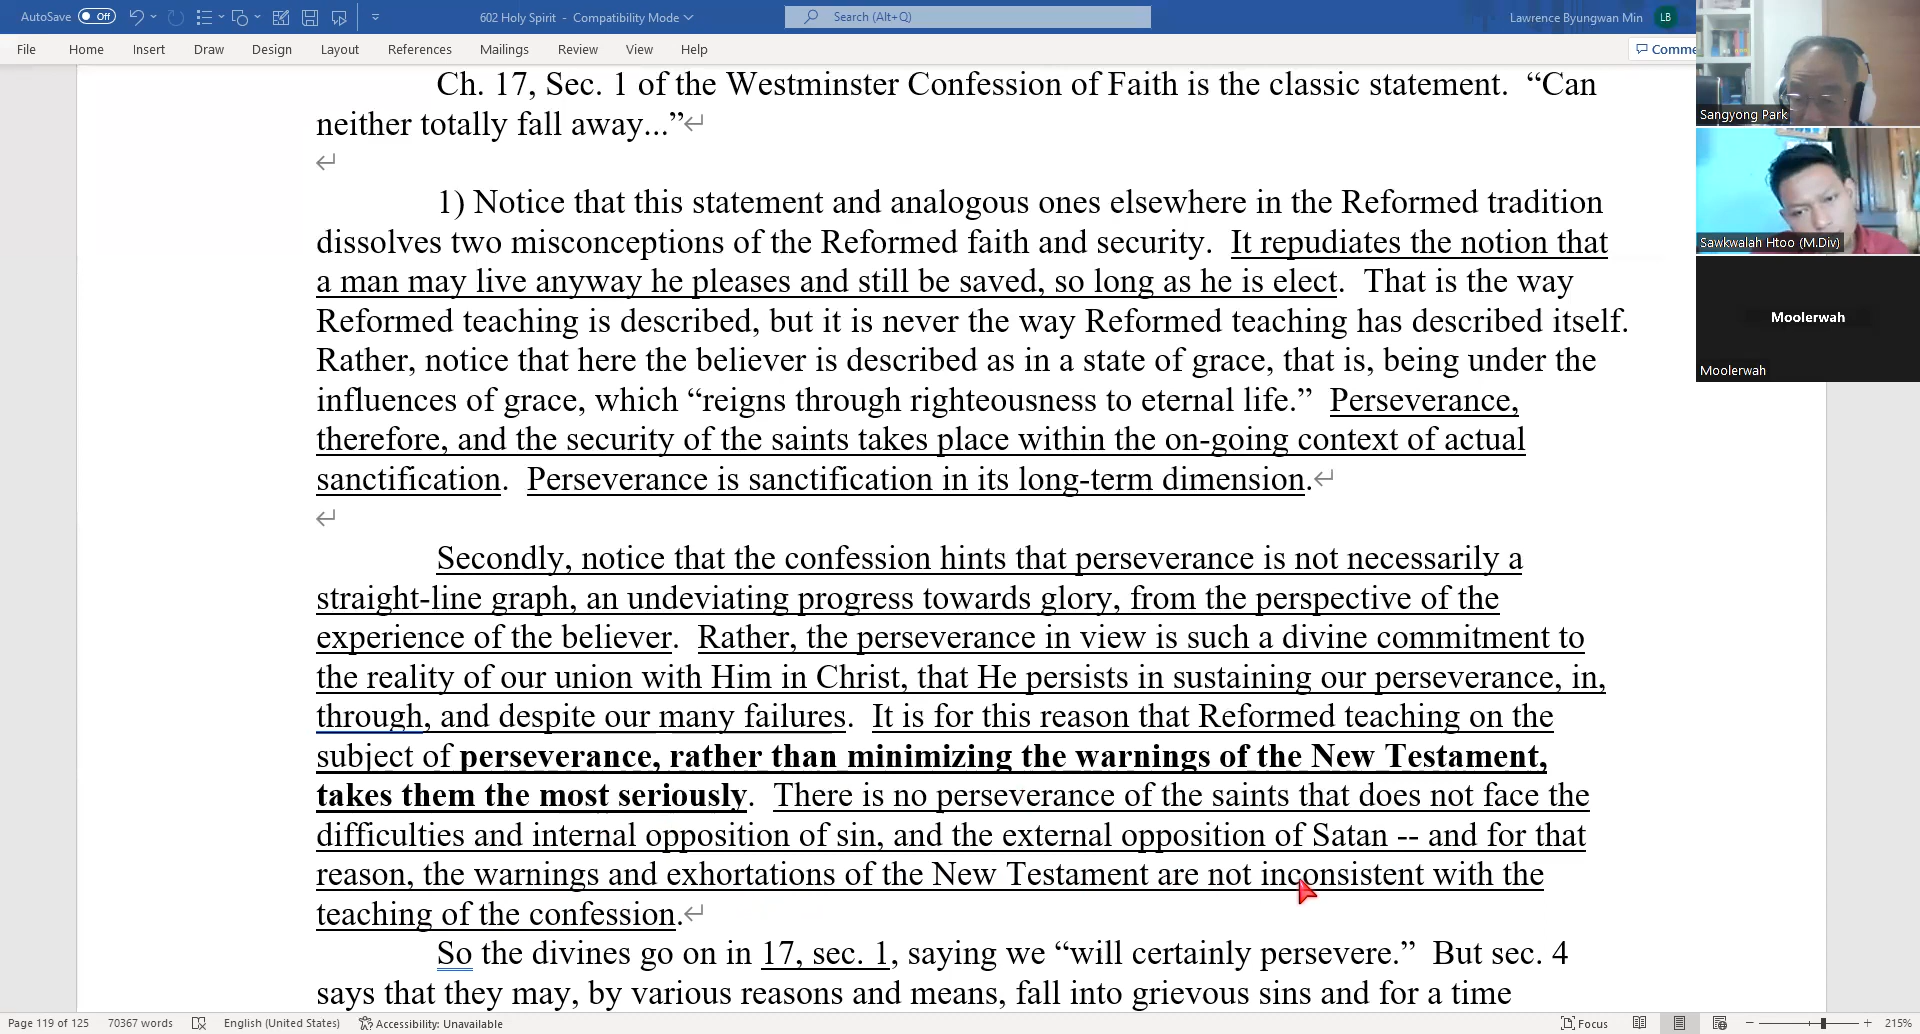 AutoSave Off 602 Holy Spirit - Compatibility Mode Search (Alt+Q) Lawrence Byungwan Min LB
File Home Insert Draw Design Layout References Mailings Review View Help Comme
Ch. 17, Sec. 1 of the Westminster Confession of Faith is the classic statement. “Can
neither totally fall away...”
1) Notice that this statement and analogous ones elsewhere in the Reformed tradition
dissolves two misconceptions of the Reformed faith and security. It repudiates the notion that
a man may live anyway he pleases and still be saved, so long as he is elect. That is the way
Reformed teaching is described, but it is never the way Reformed teaching has described itself.
Rather, notice that here the believer is described as in a state of grace, that is, being under the
influences of grace, which “reigns through righteousness to eternal life.” Perseverance,
therefore, and the security of the saints takes place within the on-going context of actual
sanctification. Perseverance is sanctification in its long-term dimension.
Secondly, notice that the confession hints that perseverance is not necessarily a
straight-line graph, an undeviating progress towards glory, from the perspective of the
experience of the believer. Rather, the perseverance in view is such a divine commitment to
the reality of our union with Him in Christ, that He persists in sustaining our perseverance, in,
through, and despite our many failures. It is for this reason that Reformed teaching on the
subject of perseverance, rather than minimizing the warnings of the New Testament,
takes them the most seriously. There is no perseverance of the saints that does not face the
difficulties and internal opposition of sin, and the external opposition of Satan -- and for that
reason, the warnings and exhortations of the New Testament are not inconsistent with the
teaching of the confession.
So the divines go on in 17, sec. 1, saying we “will certainly persevere.” But sec. 4
says that they may, by various reasons and means, fall into grievous sins and for a time
Page 119 of 125 70367 words English (United States) Accessibility: Unavailable Focus 215%
Sangyong Park
Sawkwalah Htoo (M.Div)
Moolerwah
Moolerwah